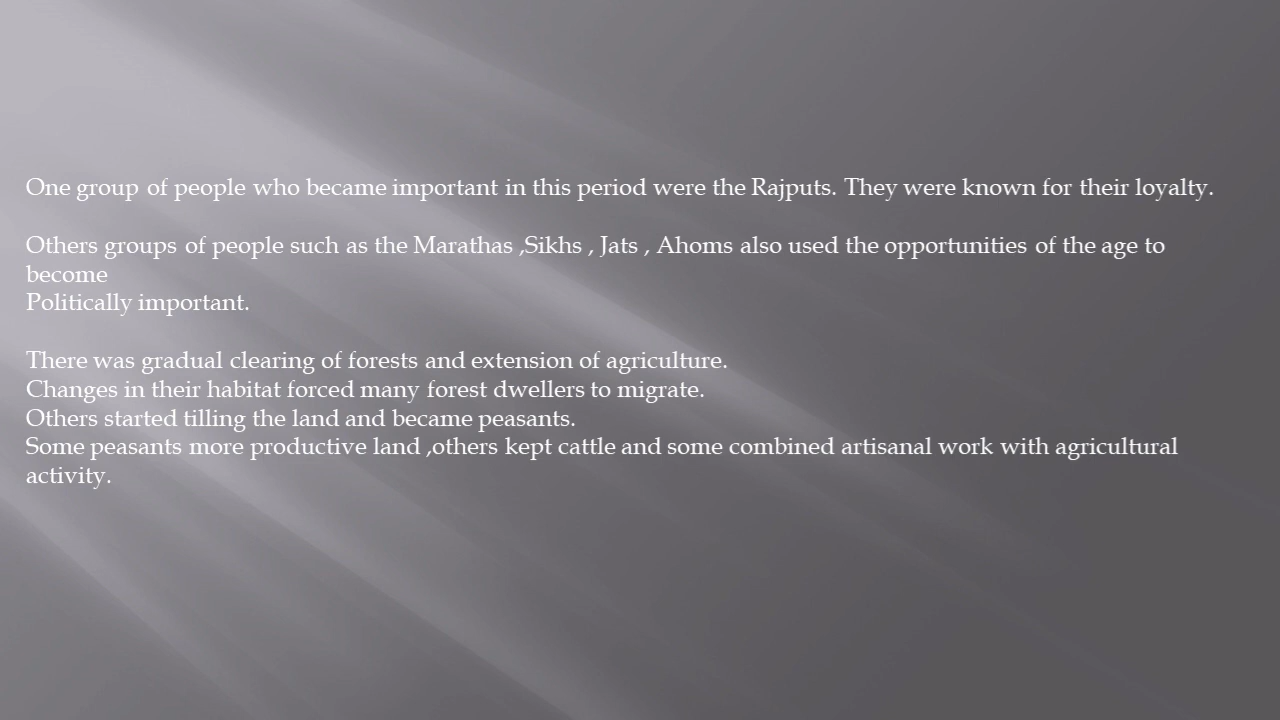 One group of people who became important in this period were the Rajputs. They were known for their loyalty.
Others groups of people such as the Marathas ,Sikhs , Jats , Ahoms also used the opportunities of the age to
become
Politically important.
There was gradual clearing of forests and extension of agriculture.
Changes in their habitat forced many forest dwellers to migrate.
Others started tilling the land and became peasants.
Some peasants more productive land ,others kept cattle and some combined artisanal work with agricultural
activity.